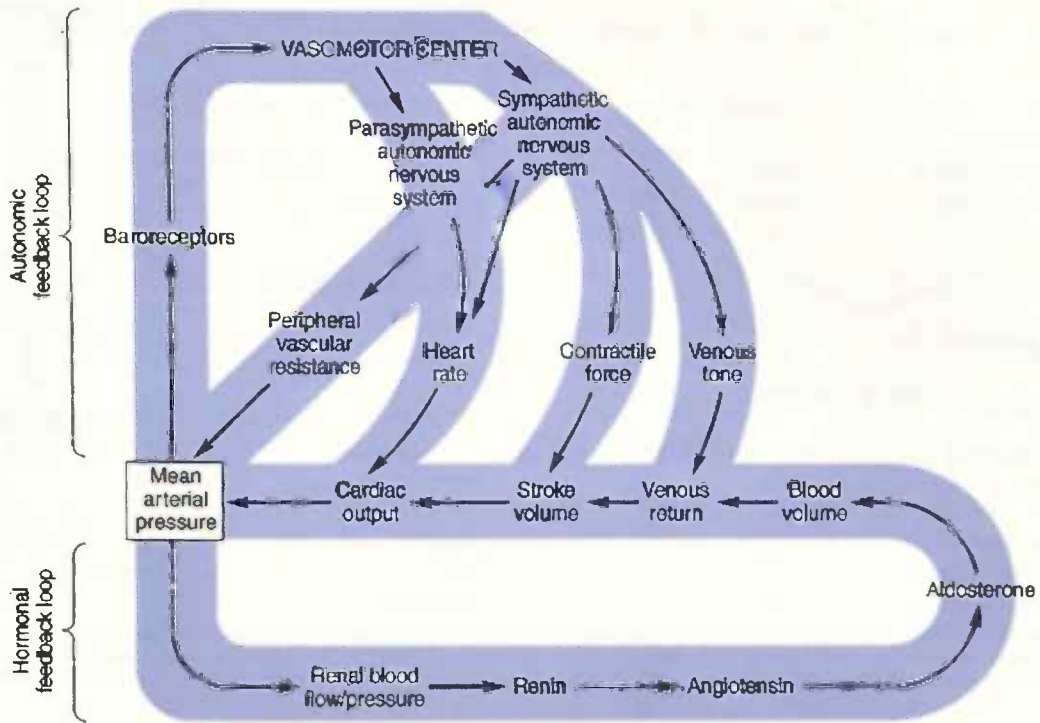 VASOMOTOR CENTER
Sympathetic
autonomic
nervous
system
Parasympathetic
autonomic
nervous
system
Autonomic
feedback loop
Baroreceptors
Peripheral
vascular
resistance
Heart
rate
Contractile
force
Venous
tone
Mean
arterial
pressure
Cardiac
output
Stroke
volume
Venous
return
Blood
volume
Hormonal
feedback loop
Aldosterone
Renal blood
flow/pressure
Renin
Angiotensin